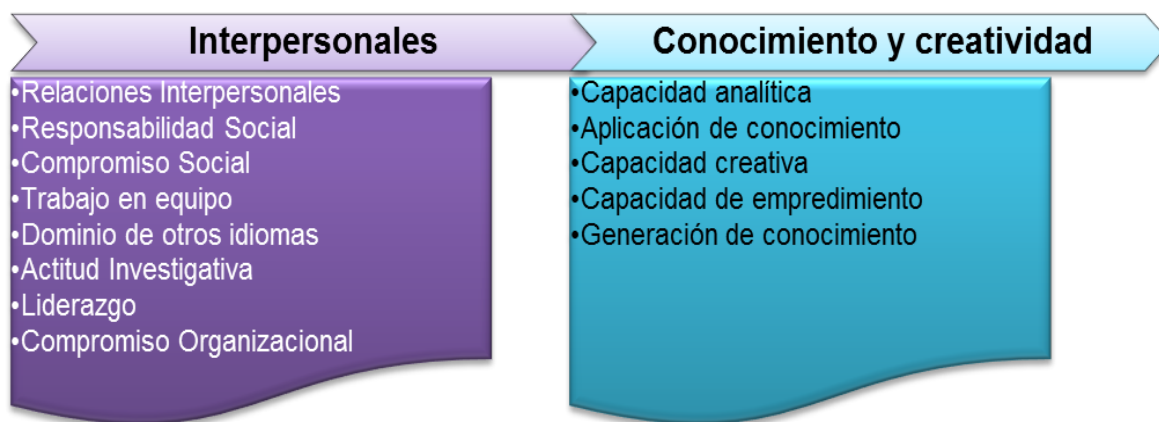 Interpersonales
•Relaciones Interpersonales
•Responsabilidad Social
•Compromiso Social
•Trabajo en equipo
•Dominio de otros idiomas
•Actitud Investigativa
•Liderazgo
•Compromiso Organizacional
Conocimiento y creatividad
•Capacidad analítica
•Aplicación de conocimiento
•Capacidad creativa
•Capacidad de empredimiento
•Generación de conocimiento